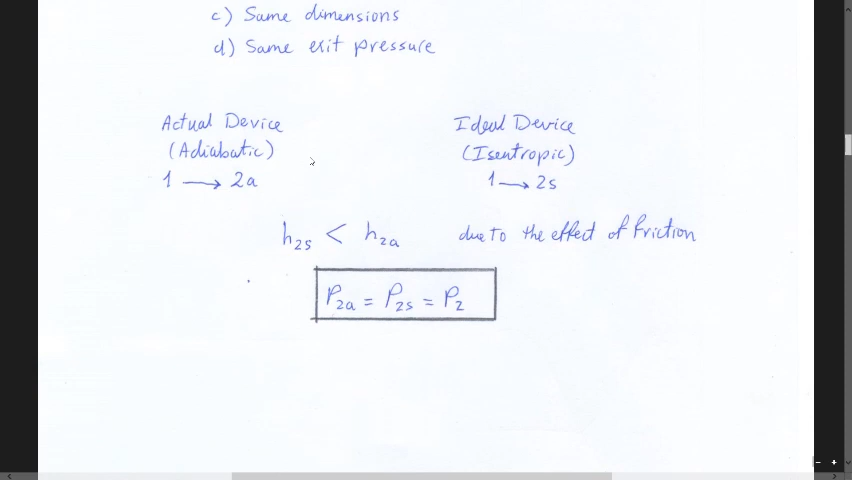 c) Same dimensions
d) Same exit pressure
Actual Device
(Adiabatic)
1 → 2a
Ideal Device
(Isentropic)
1 → 2s
h2s < h2a due to the effect of friction
P2a = P2s = P2